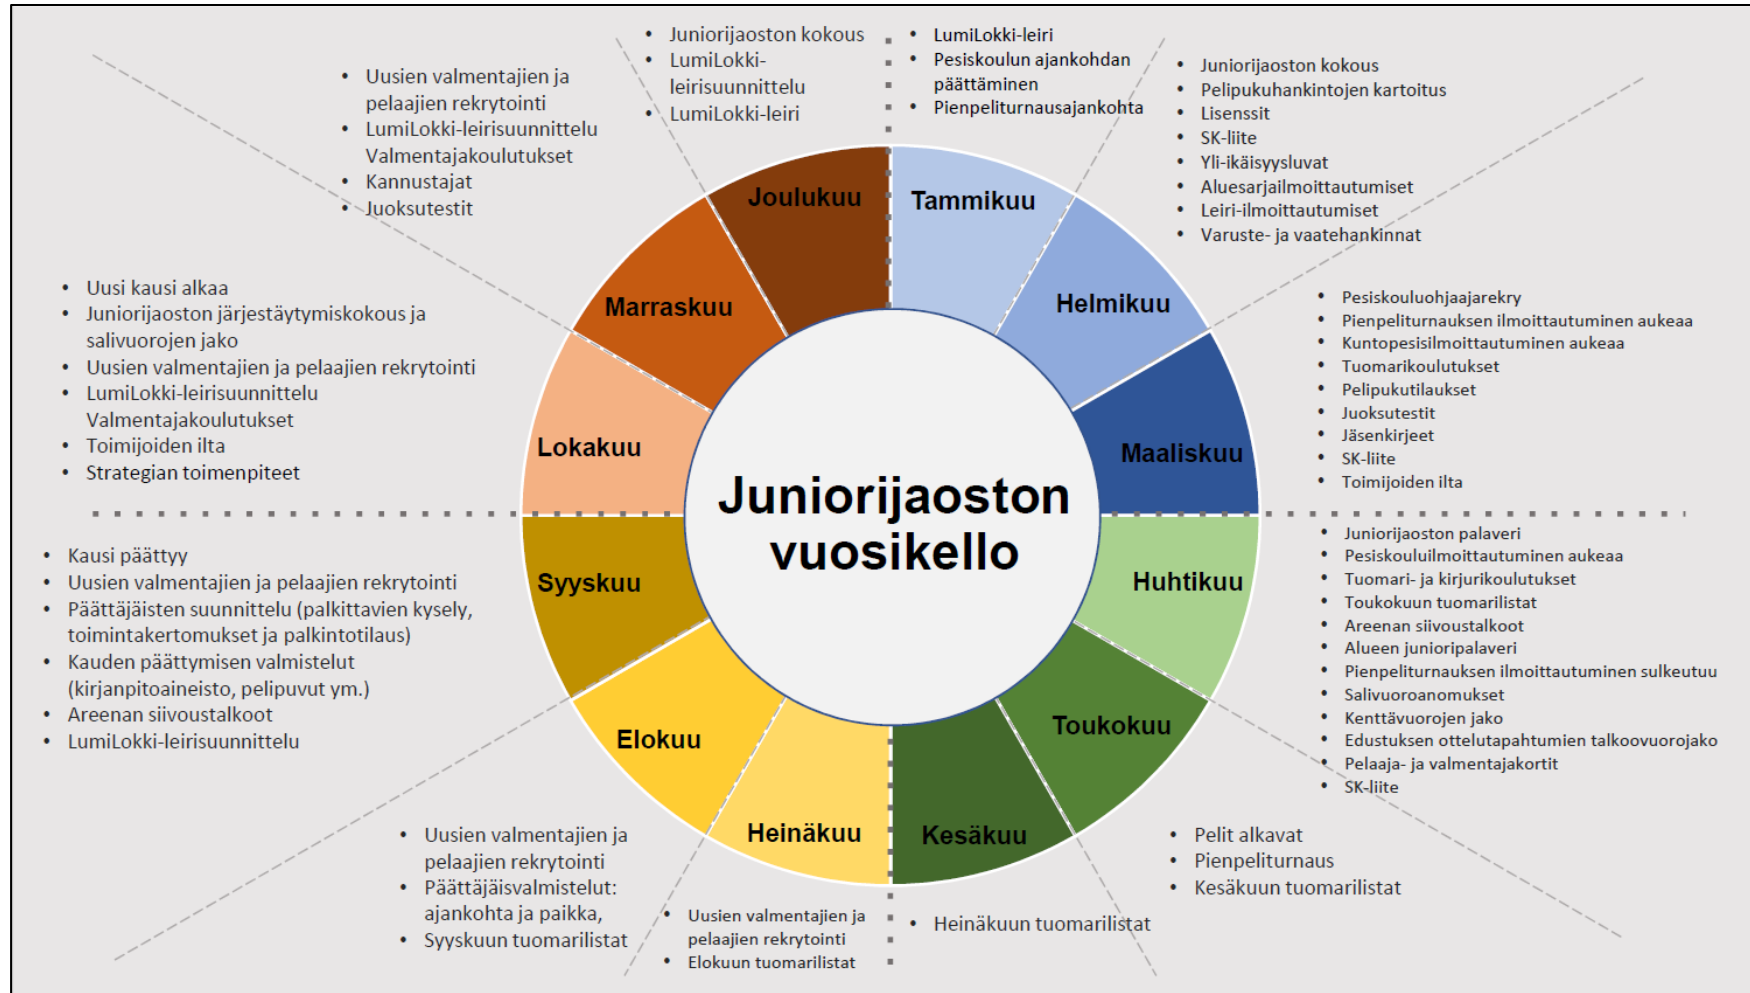 Juniorijaoston
vuosikello
Tammikuu
• LumiLokki-leiri
• Pesiskoulun ajankohdan
päättäminen
• Pienpeliturnausajankohta
Helmikuu
• Juniorijaoston kokous
• Pelipukuhankintojen kartoitus
• Lisenssit
• SK-liite
• Yli-ikäisyysluvat
• Aluesarjailmoittautumiset
• Leiri-ilmoittautumiset
• Varuste- ja vaatehankinnat
Maaliskuu
• Pesiskouluohjaajarekry
• Pienpeliturnauksen ilmoittautuminen aukeaa
• Kuntopesisilmoittautuminen aukeaa
• Tuomarikoulutukset
• Pelipukutilaukset
• Juoksutestit
• Jäsenkirjeet
• SK-liite
• Toimijoiden ilta
Huhtikuu
• Juniorijaoston palaveri
• Pesiskouluilmoittautuminen aukeaa
• Tuomari- ja kirjurikoulutukset
• Toukokuun tuomarilistat
• Areenan siivoustalkoot
• Alueen junioripalaveri
• Pienpeliturnauksen ilmoittautuminen sulkeutuu
• Salivuoroanomukset
• Kenttävuorojen jako
• Edustuksen ottelutapahtumien talkoovuorojako
• Pelaaja- ja valmentajakortit
• SK-liite
Toukokuu
• Pelit alkavat
• Pienpeliturnaus
• Kesäkuun tuomarilistat
Kesäkuu
• Heinäkuun tuomarilistat
Heinäkuu
• Uusien valmentajien ja
pelaajien rekrytointi
• Elokuun tuomarilistat
Elokuu
• Uusien valmentajien ja
pelaajien rekrytointi
• Päättäjäisvalmistelut:
ajankohta ja paikka,
• Syyskuun tuomarilistat
Syyskuu
• Kausi päättyy
• Uusien valmentajien ja pelaajien rekrytointi
• Päättäjäisten suunnittelu (palkittavien kysely,
toimintakertomukset ja palkintotilaus)
• Kauden päättymisen valmistelut
(kirjanpitoaineisto, pelipuvut ym.)
• Areenan siivoustalkoot
• LumiLokki-leirisuunnittelu
Lokakuu
• Uusi kausi alkaa
• Juniorijaoston järjestäytymiskokous ja
salivuorojen jako
• Uusien valmentajien ja pelaajien rekrytointi
• LumiLokki-leirisuunnittelu
Valmentajakoulutukset
• Toimijoiden ilta
• Strategian toimenpiteet
Marraskuu
• Uusien valmentajien ja
pelaajien rekrytointi
• LumiLokki-leirisuunnittelu
Valmentajakoulutukset
• Kannustajat
• Juoksutestit
Joulukuu
• Juniorijaoston kokous
• LumiLokki-
leirisuunnittelu
• LumiLokki-leiri